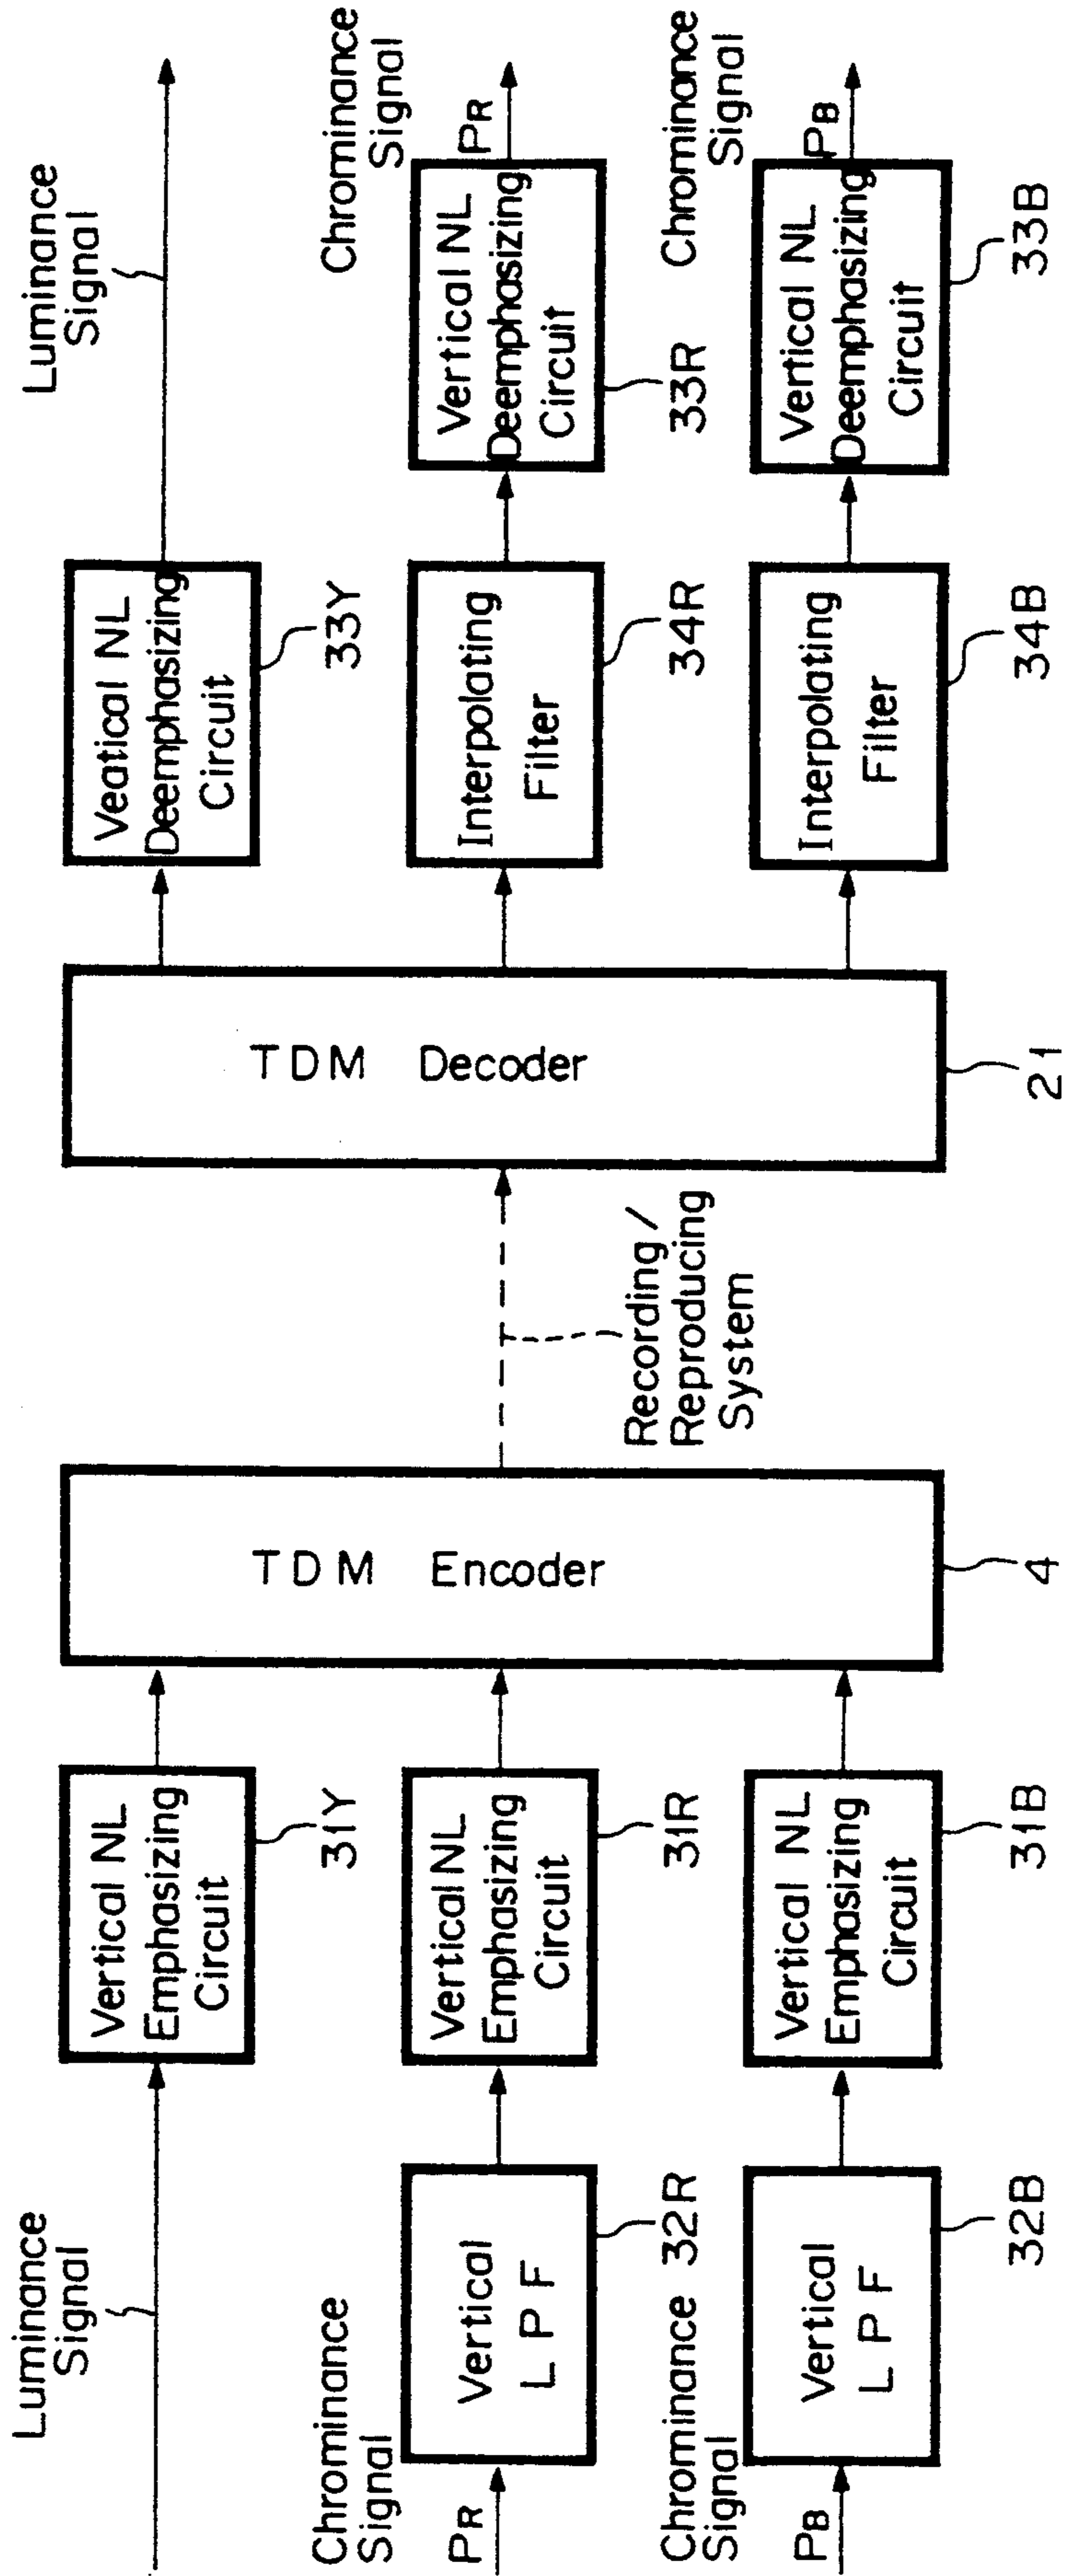 Luminance
Signal
Vertical NL
Emphasizing
Circuit
31Y
Chrominance
Signal
PR
Vertical
L P F
32R
Vertical NL
Emphasizing
Circuit
31R
Chrominance
Signal
PB
Vertical
L P F
32B
Vertical NL
Emphasizing
Circuit
31B
TDM Encoder
4
Recording/
Reproducing
System
TDM Decoder
21
Veatical NL
Deemphasizing
Circuit
33Y
Luminance
Signal
Interpolating
Filter
34R
Vertical NL
Deemphasizing
Circuit
33R
Chrominance
Signal
PR
Interpolating
Filter
34B
Vertical NL
Deemphasizing
Circuit
33B
Chrominance
Signal
PB